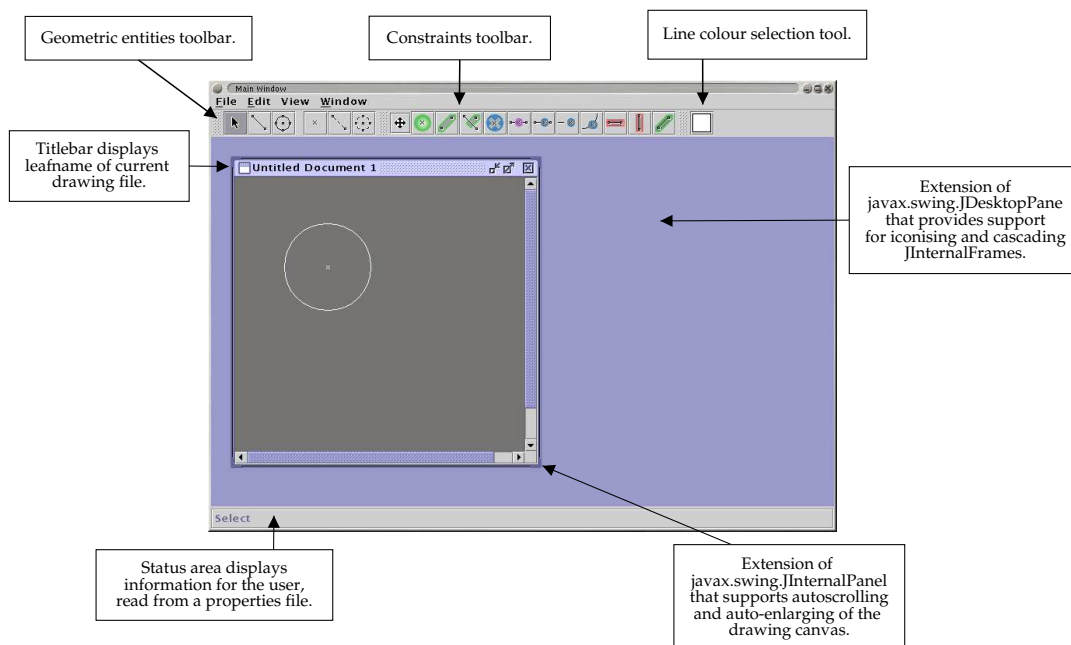 Geometric entities toolbar.
Constraints toolbar.
Line colour selection tool.
Main Window
File Edit View Window
Titlebar displays
leafname of current
drawing file.
Untitled Document 1
Extension of
javax.swing.JDesktopPane
that provides support
for iconising and cascading
JInternalFrames.
Select
Status area displays
information for the user,
read from a properties file.
Extension of
javax.swing.JInternalPanel
that supports autoscrolling
and auto-enlarging of the
drawing canvas.